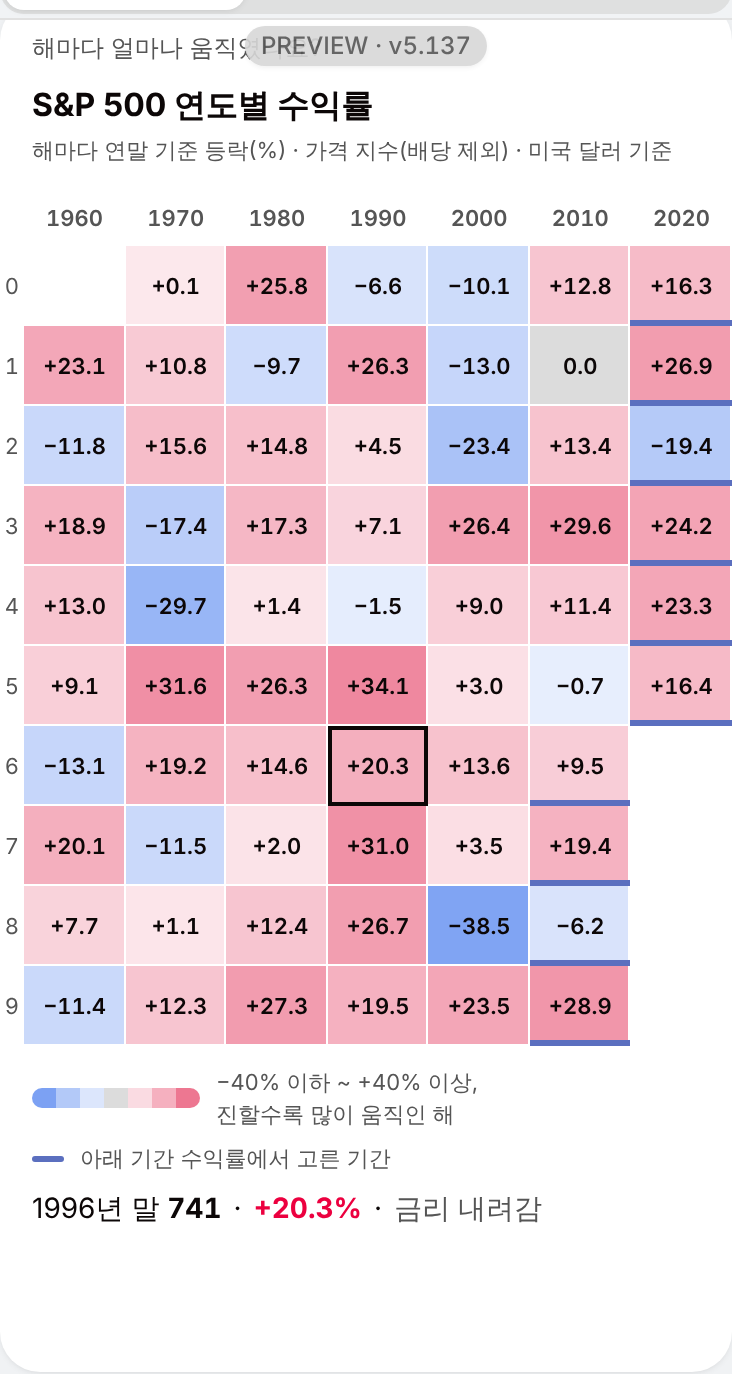 해마다 얼마나 움직였
PREVIEW · v5.137
S&P 500 연도별 수익률
해마다 연말 기준 등락(%) · 가격 지수(배당 제외) · 미국 달러 기준
1960 1970 1980 1990 2000 2010 2020
0 +0.1 +25.8 −6.6 −10.1 +12.8 +16.3
1 +23.1 +10.8 −9.7 +26.3 −13.0 0.0 +26.9
2 −11.8 +15.6 +14.8 +4.5 −23.4 +13.4 −19.4
3 +18.9 −17.4 +17.3 +7.1 +26.4 +29.6 +24.2
4 +13.0 −29.7 +1.4 −1.5 +9.0 +11.4 +23.3
5 +9.1 +31.6 +26.3 +34.1 +3.0 −0.7 +16.4
6 −13.1 +19.2 +14.6 +20.3 +13.6 +9.5
7 +20.1 −11.5 +2.0 +31.0 +3.5 +19.4
8 +7.7 +1.1 +12.4 +26.7 −38.5 −6.2
9 −11.4 +12.3 +27.3 +19.5 +23.5 +28.9
−40% 이하 ~ +40% 이상,
진할수록 많이 움직인 해
아래 기간 수익률에서 고른 기간
1996년 말 741 · +20.3% · 금리 내려감